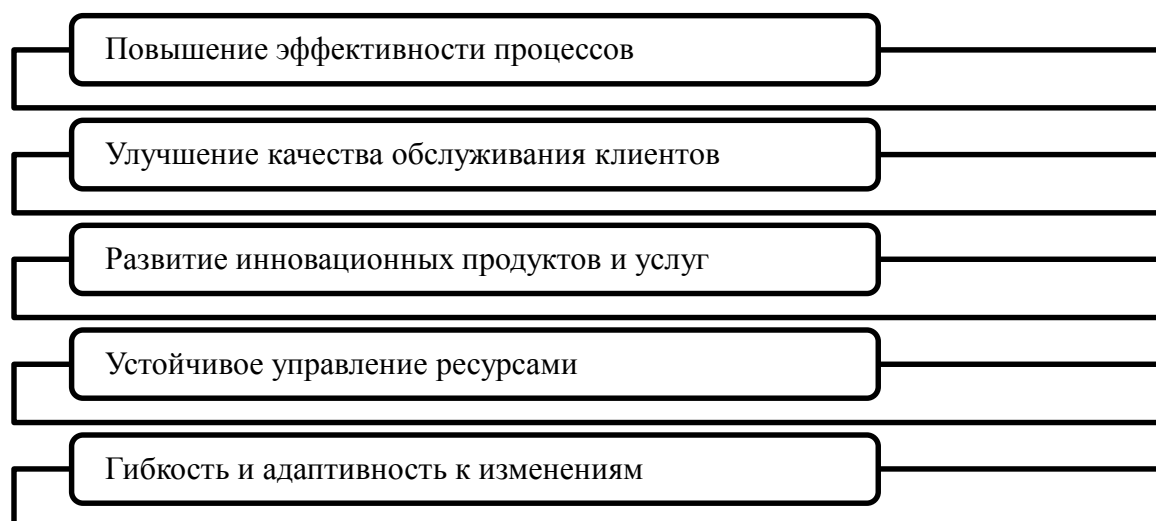 Повышение эффективности процессов
Улучшение качества обслуживания клиентов
Развитие инновационных продуктов и услуг
Устойчивое управление ресурсами
Гибкость и адаптивность к изменениям